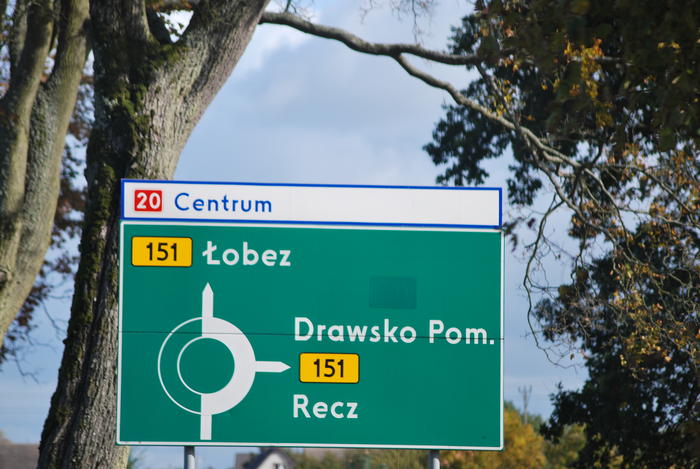 20 Centrum
151 Łobez
Drawsko Pom.
151
Recz